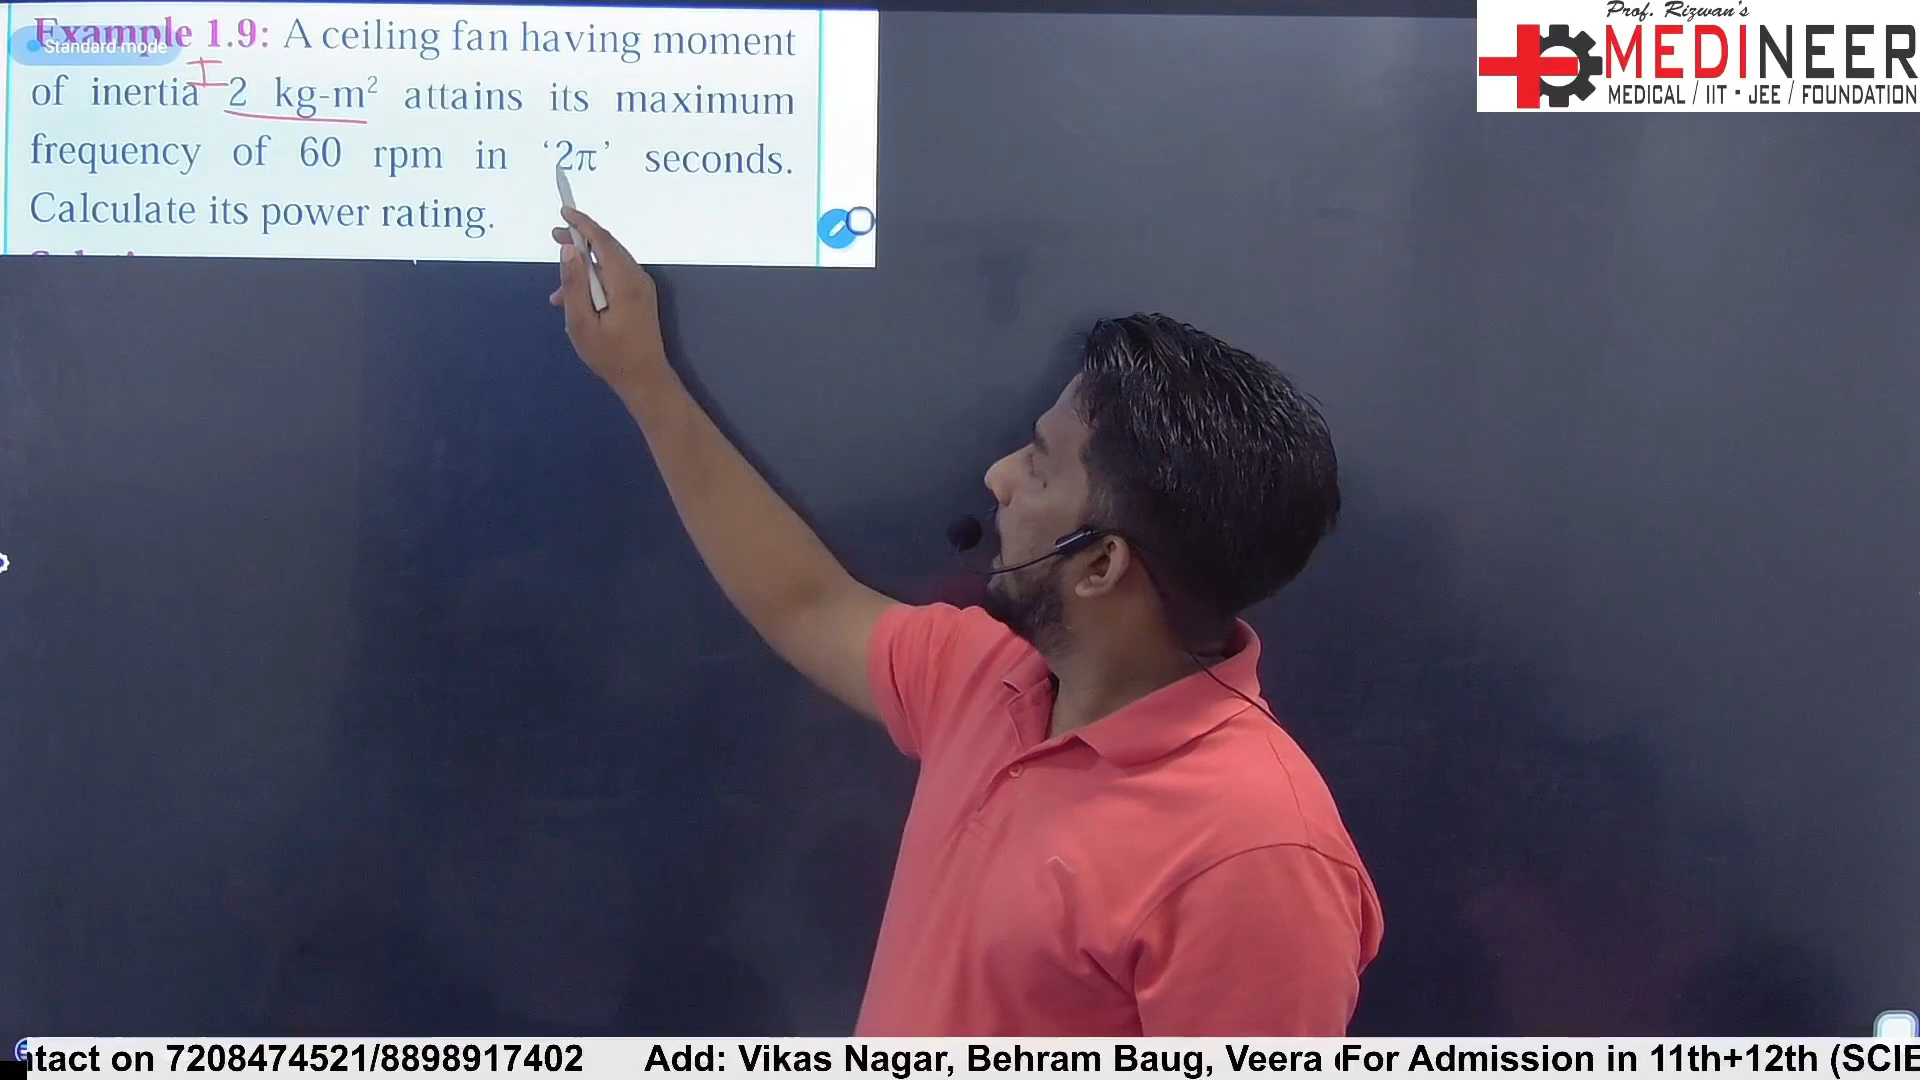 Example 1.9: A ceiling fan having moment
Standard mode
I
of inertia 2 kg-m² attains its maximum
frequency of 60 rpm in ‘2π’ seconds.
Calculate its power rating.
Prof. Rizwan's
MEDINEER
MEDICAL / IIT - JEE / FOUNDATION
ntact on 7208474521/8898917402 Add: Vikas Nagar, Behram Baug, Veera For Admission in 11th+12th (SCIE